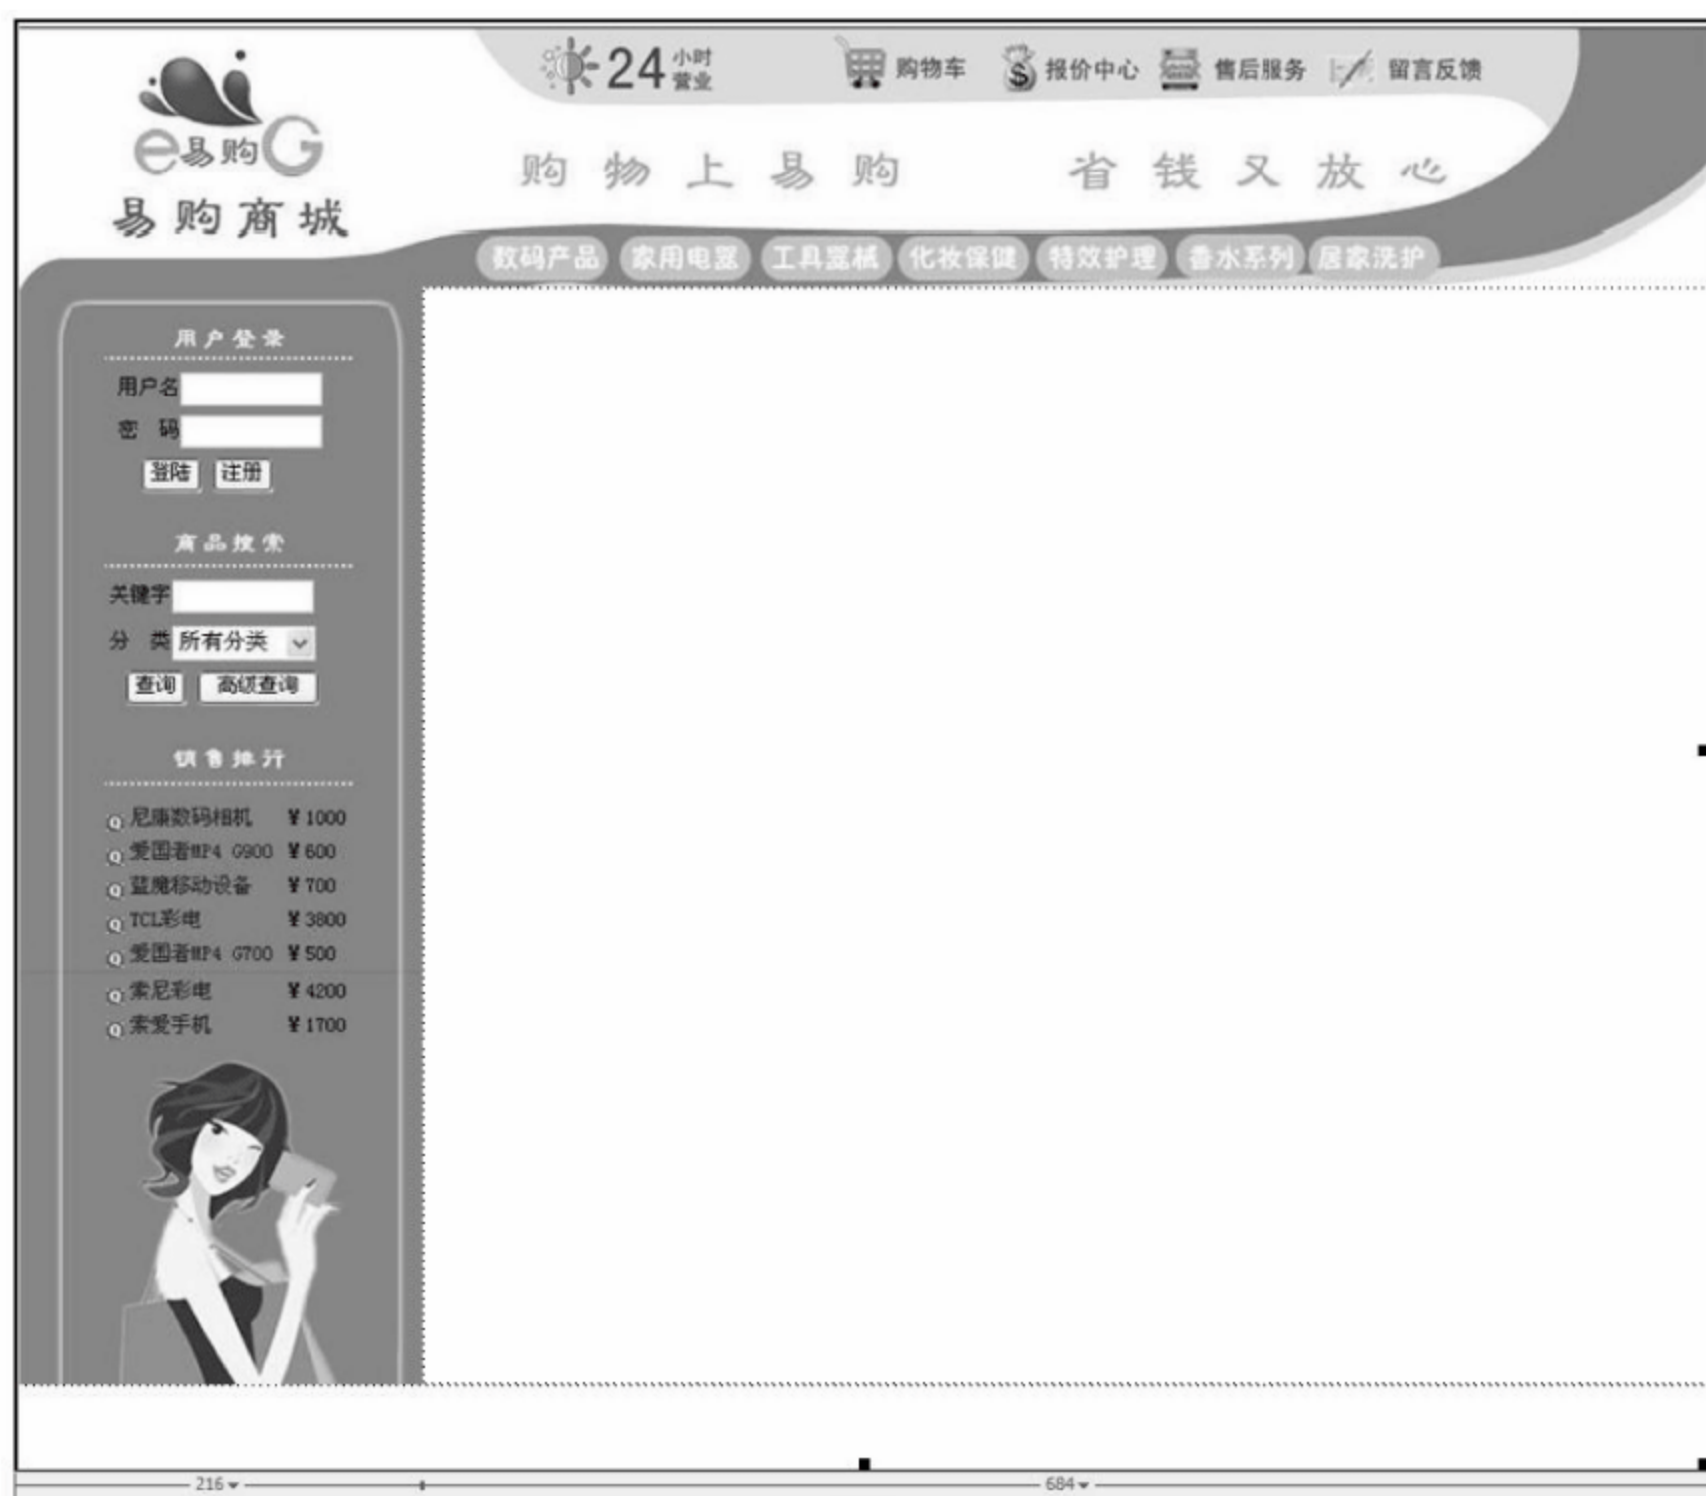 24 小时营业 购物车 报价中心 售后服务 留言反馈
e易购G
易购商城
购物上易购 省钱又放心
数码产品 家用电器 工具器械 化妆保健 特效护理 香水系列 居家洗护
用户登录
用户名
密 码
登陆 注册
商品搜索
关键字
分 类 所有分类
查询 高级查询
销售排行
尼康数码相机 ¥1000
爱国者MP4 G900 ¥600
蓝魔移动设备 ¥700
TCL彩电 ¥3800
爱国者MP4 G700 ¥500
索尼彩电 ¥4200
索爱手机 ¥1700
216 684